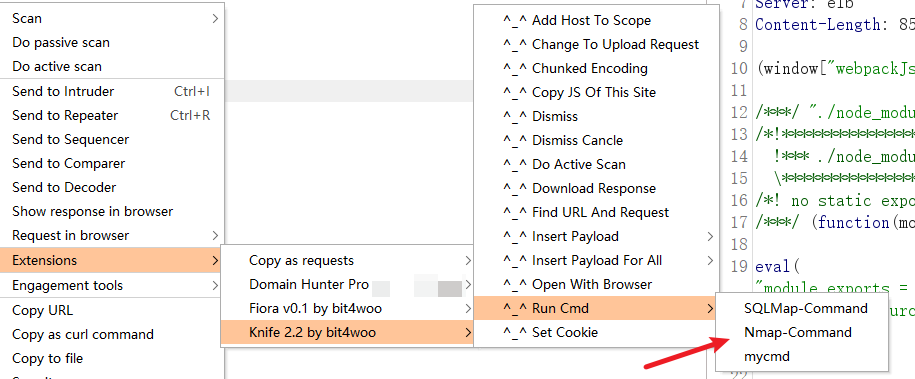 Scan
Do passive scan
Do active scan
Send to Intruder Ctrl+I
Send to Repeater Ctrl+R
Send to Sequencer
Send to Comparer
Send to Decoder
Show response in browser
Request in browser
Extensions
Engagement tools
Copy URL
Copy as curl command
Copy to file
Copy as requests
Domain Hunter Pro
Fiora v0.1 by bit4woo
Knife 2.2 by bit4woo
^_^ Add Host To Scope
^_^ Change To Upload Request
^_^ Chunked Encoding
^_^ Copy JS Of This Site
^_^ Dismiss
^_^ Dismiss Cancle
^_^ Do Active Scan
^_^ Download Response
^_^ Find URL And Request
^_^ Insert Payload
^_^ Insert Payload For All
^_^ Open With Browser
^_^ Run Cmd
^_^ Set Cookie
SQLMap-Command
Nmap-Command
mycmd
7 Server: elb
8 Content-Length: 85
9
10 (window["webpackJs
11
12 /***/ "./node_modu
13 /*!*****************
14 !*** ./node_modu
15 \*****************
16 /*! no static expo
17 /***/ (function(mo
18
19 eval(
"module.exports =